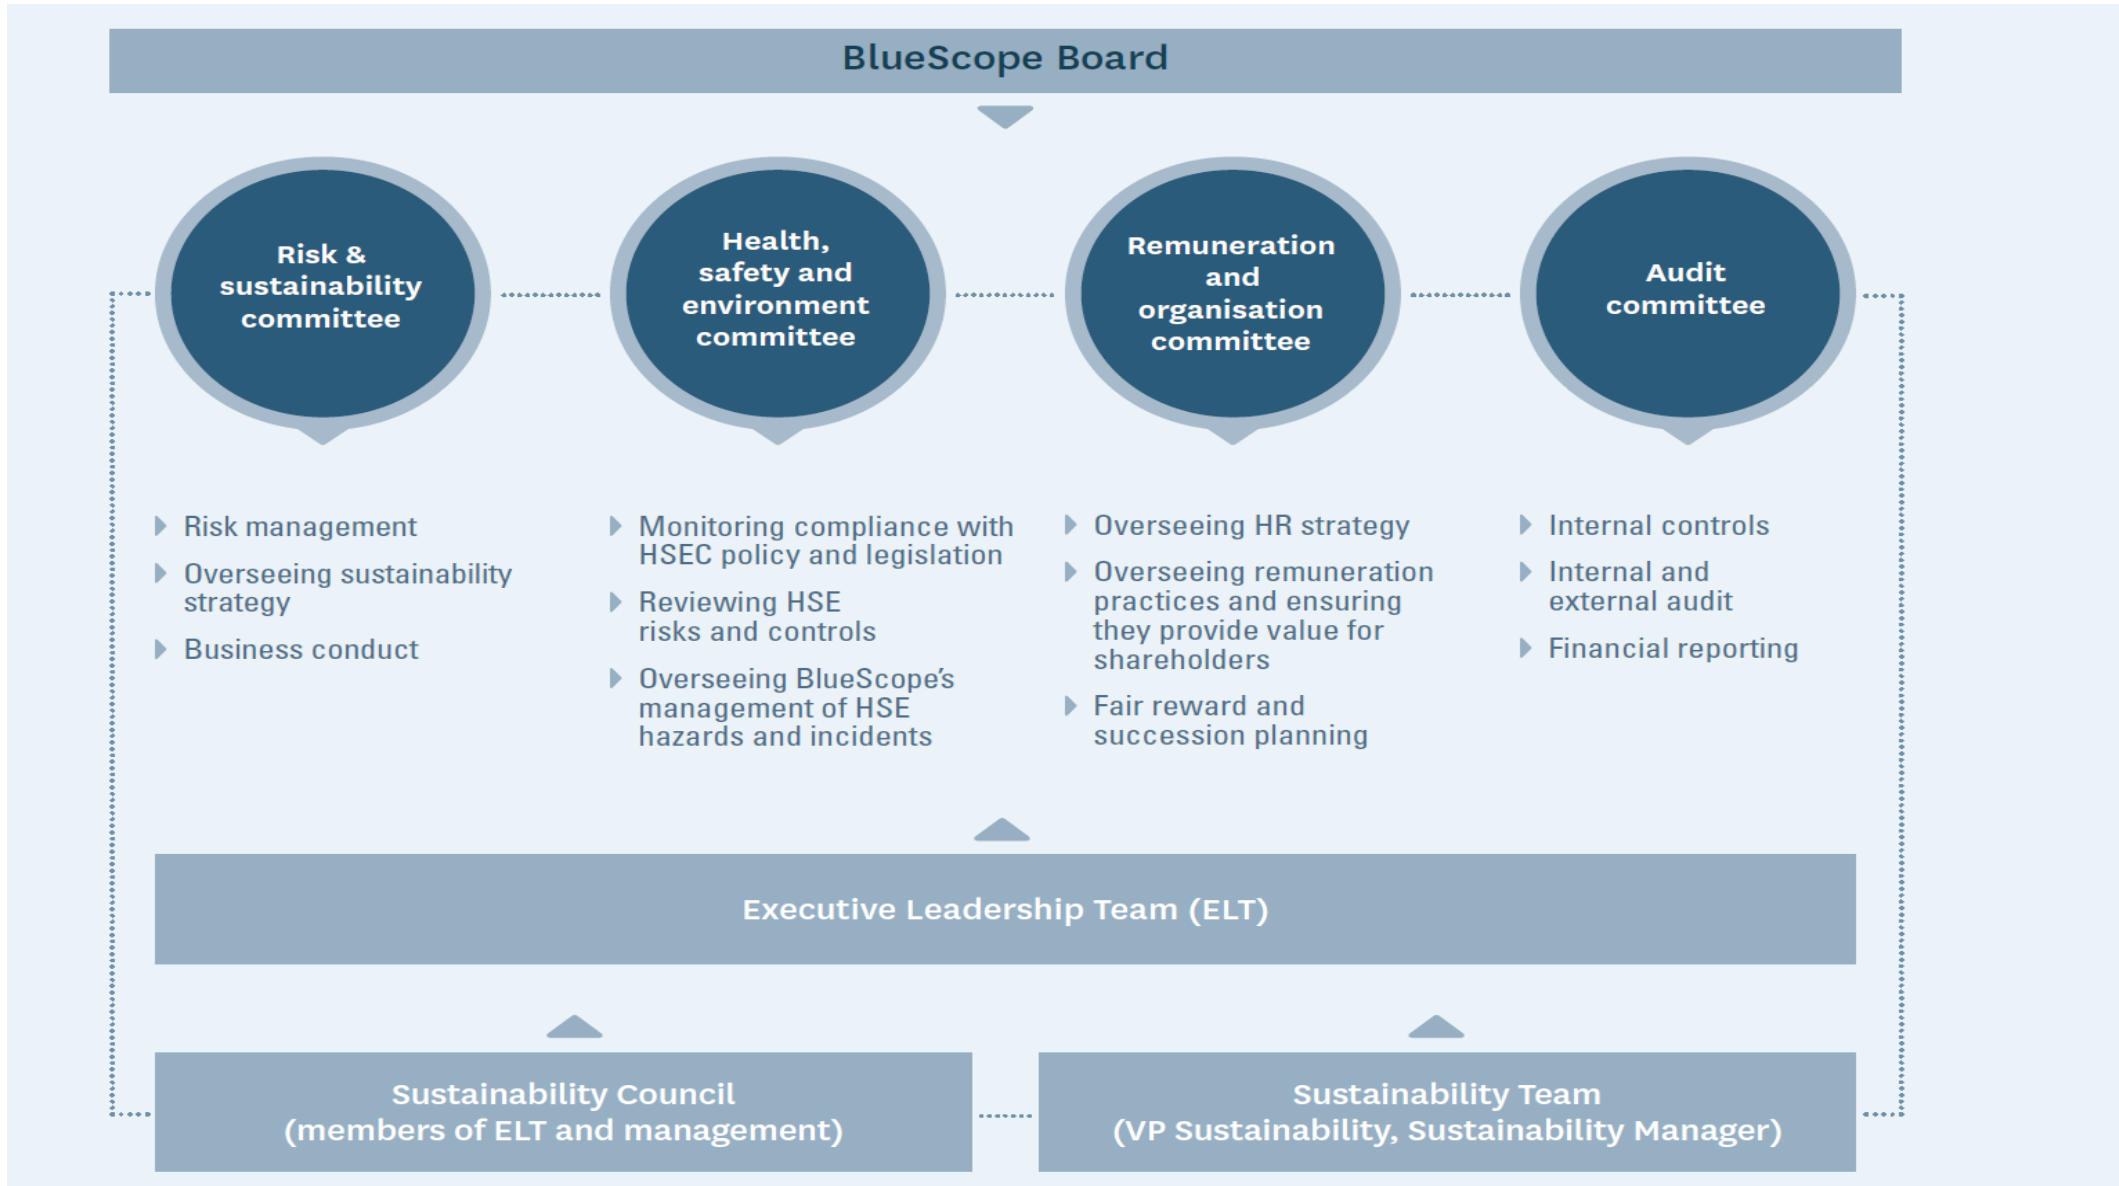 BlueScope Board
Risk &
sustainability
committee
Health,
safety and
environment
committee
Remuneration
and
organisation
committee
Audit
committee
Risk management
Overseeing sustainability
strategy
Business conduct
Monitoring compliance with
HSEC policy and legislation
Reviewing HSE
risks and controls
Overseeing BlueScope’s
management of HSE
hazards and incidents
Overseeing HR strategy
Overseeing remuneration
practices and ensuring
they provide value for
shareholders
Fair reward and
succession planning
Internal controls
Internal and
external audit
Financial reporting
Executive Leadership Team (ELT)
Sustainability Council
(members of ELT and management)
Sustainability Team
(VP Sustainability, Sustainability Manager)